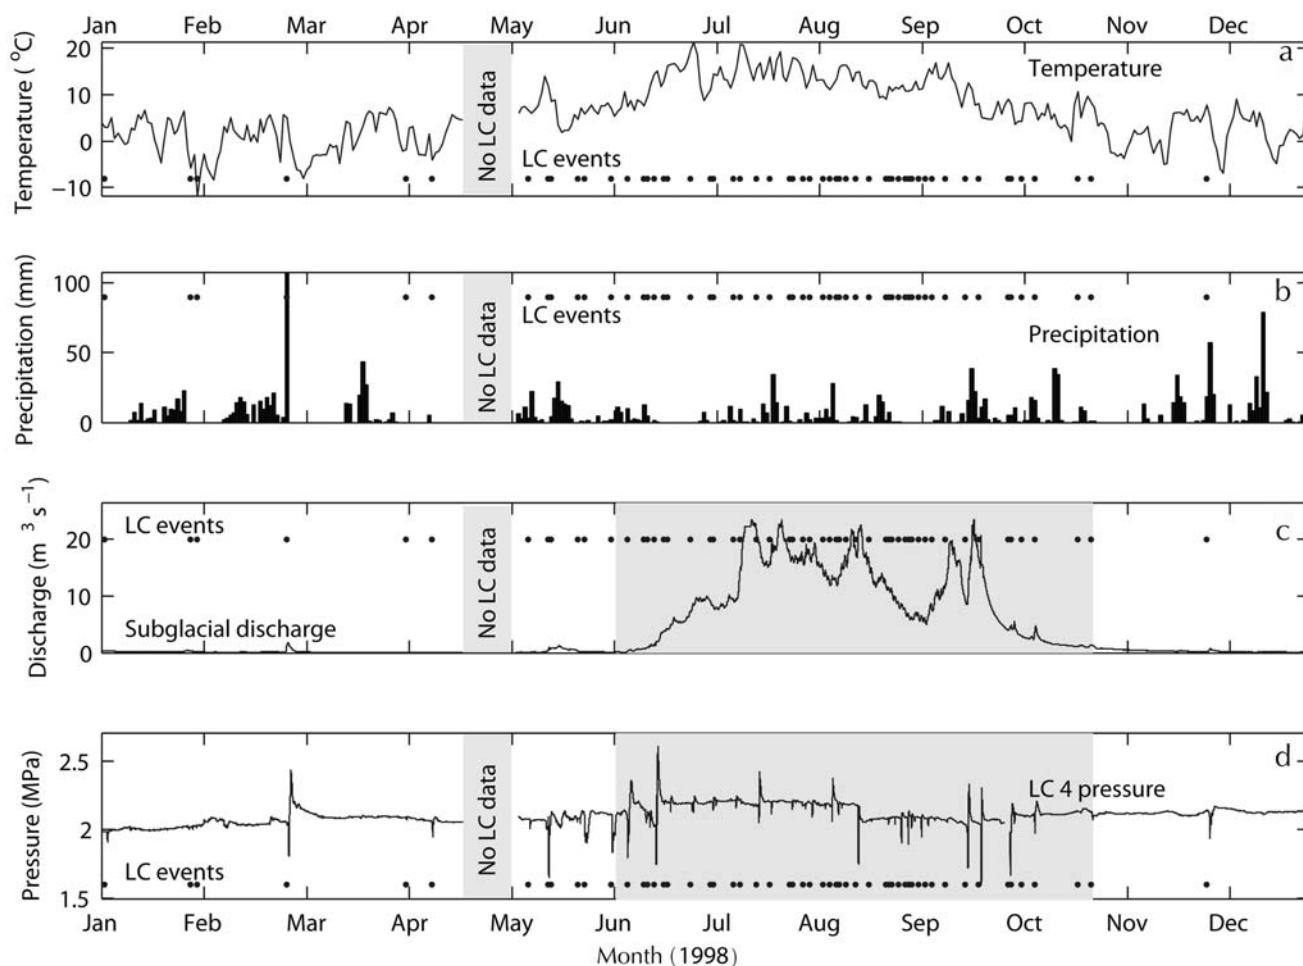 Jan Feb Mar Apr May Jun Jul Aug Sep Oct Nov Dec
Temperature ( °C)
20
10
0
−10
a
Temperature
No LC data
LC events
Precipitation (mm)
100
50
0
b
No LC data
LC events
Precipitation
Discharge (m 3 s −1)
20
10
0
c
LC events
Subglacial discharge
No LC data
Pressure (MPa)
2.5
2
1.5
d
LC 4 pressure
No LC data
LC events
Jan Feb Mar Apr May Jun Jul Aug Sep Oct Nov Dec
Month (1998)